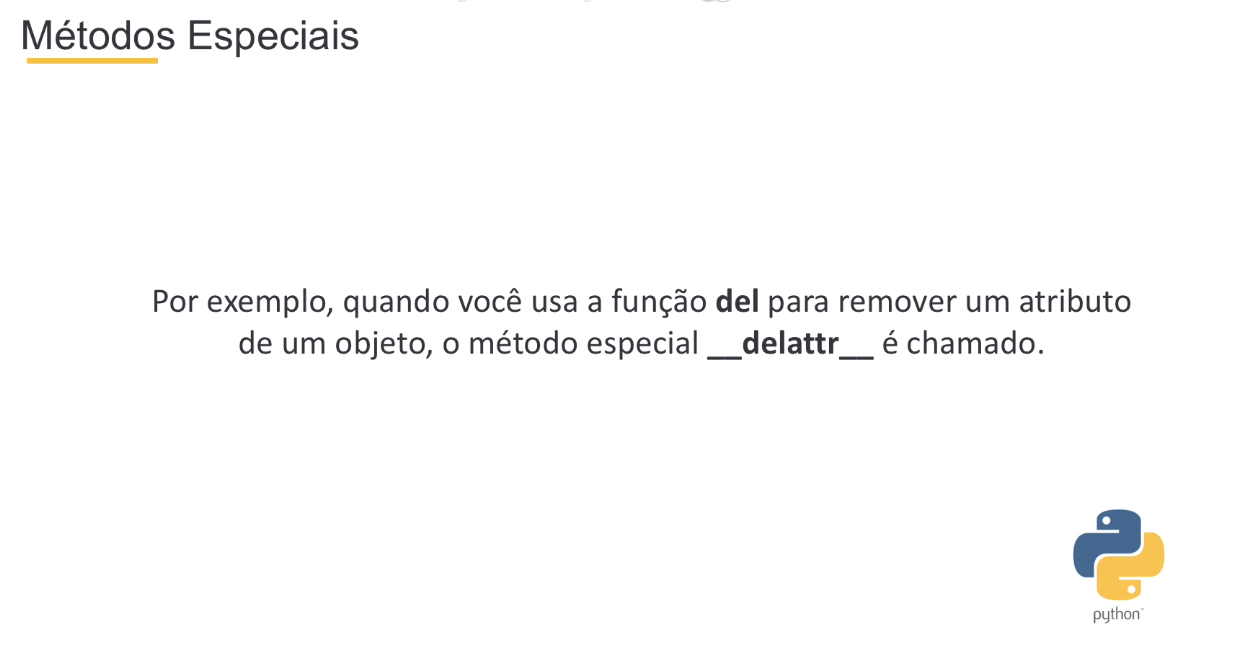 Métodos Especiais
Por exemplo, quando você usa a função del para remover um atributo
de um objeto, o método especial __delattr__ é chamado.
python